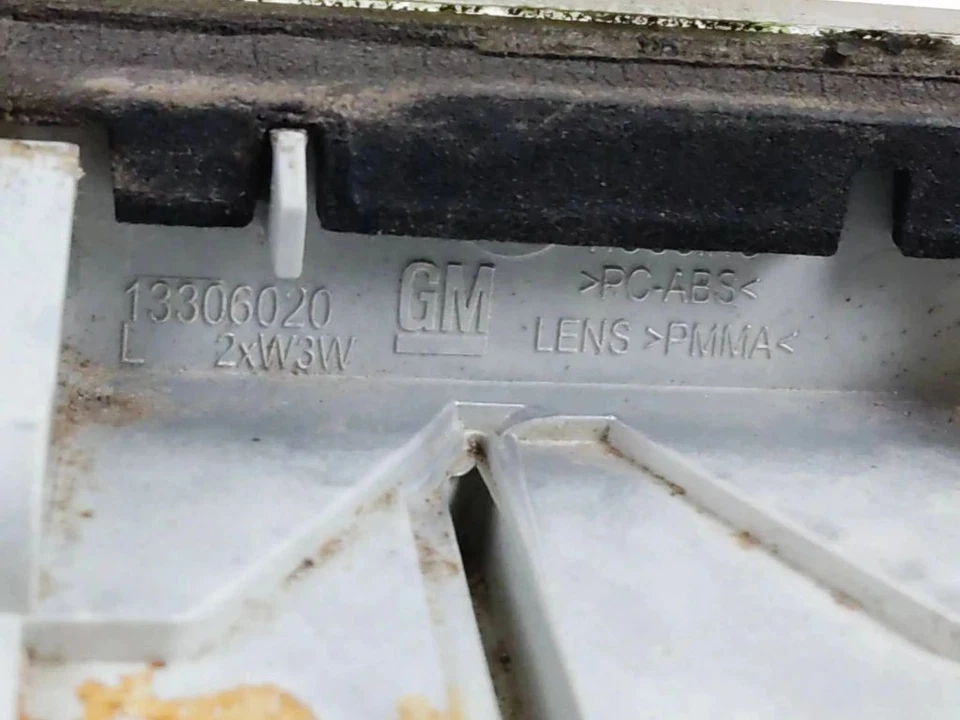 13306020
L 2xW3W
GM
>PC-ABS<
LENS >PMMA<